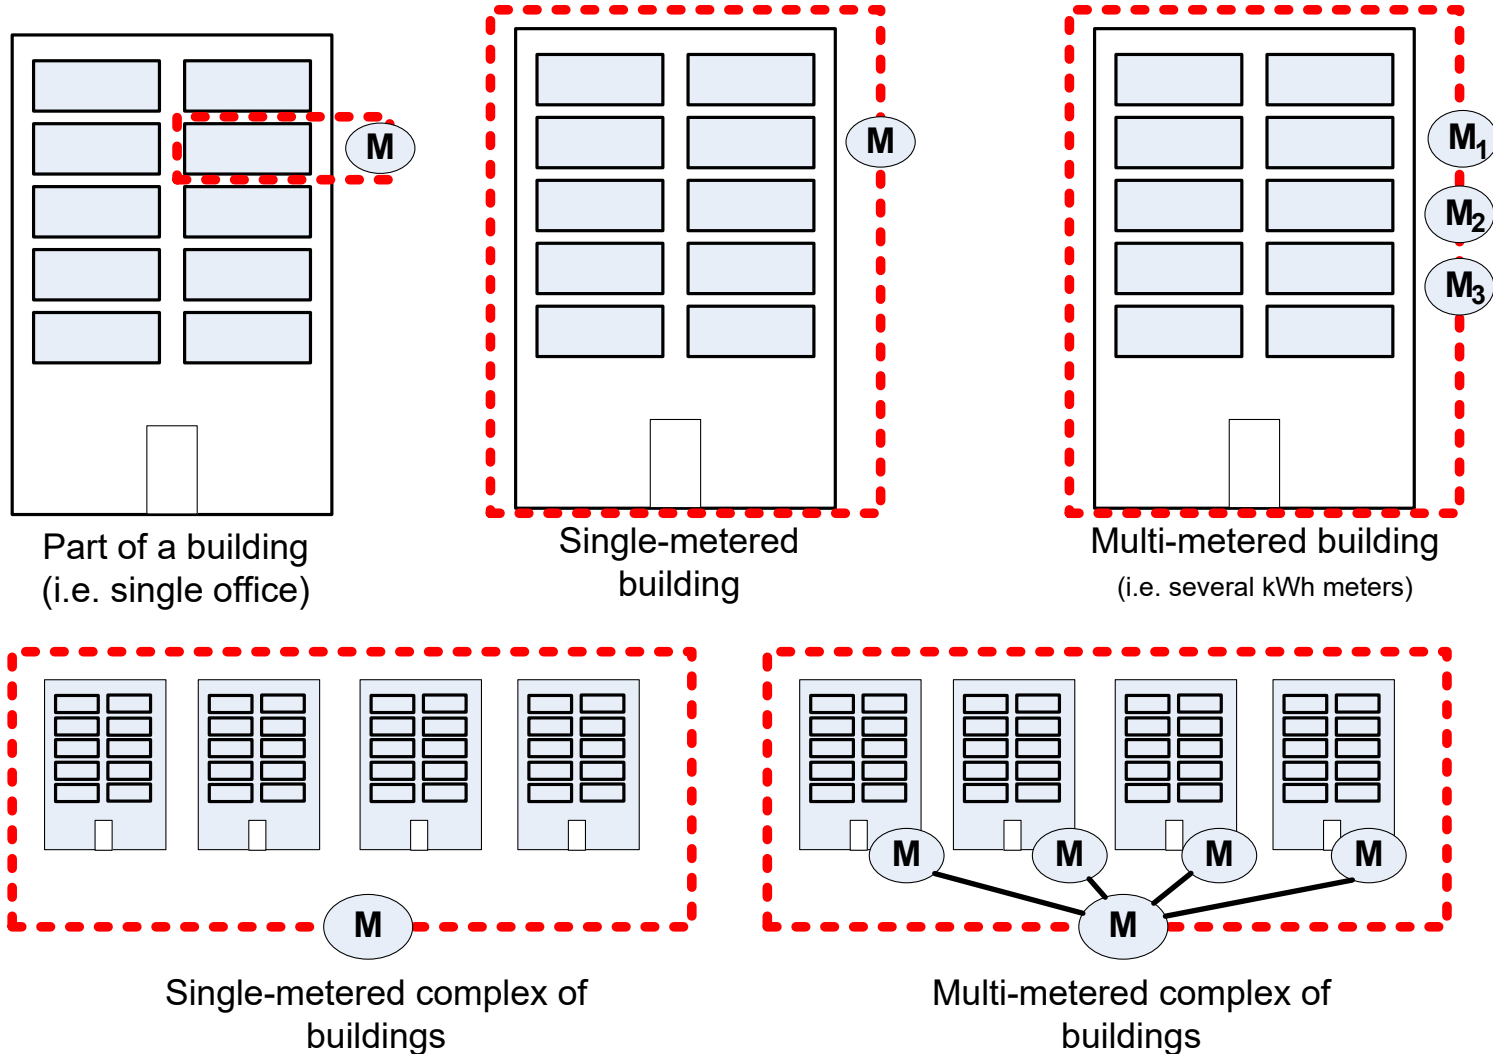 M
M
M₁
M₂
M₃
Part of a building
(i.e. single office)
Single-metered
building
Multi-metered building
(i.e. several kWh meters)
M
M
M
M
M
M
Single-metered complex of
buildings
Multi-metered complex of
buildings